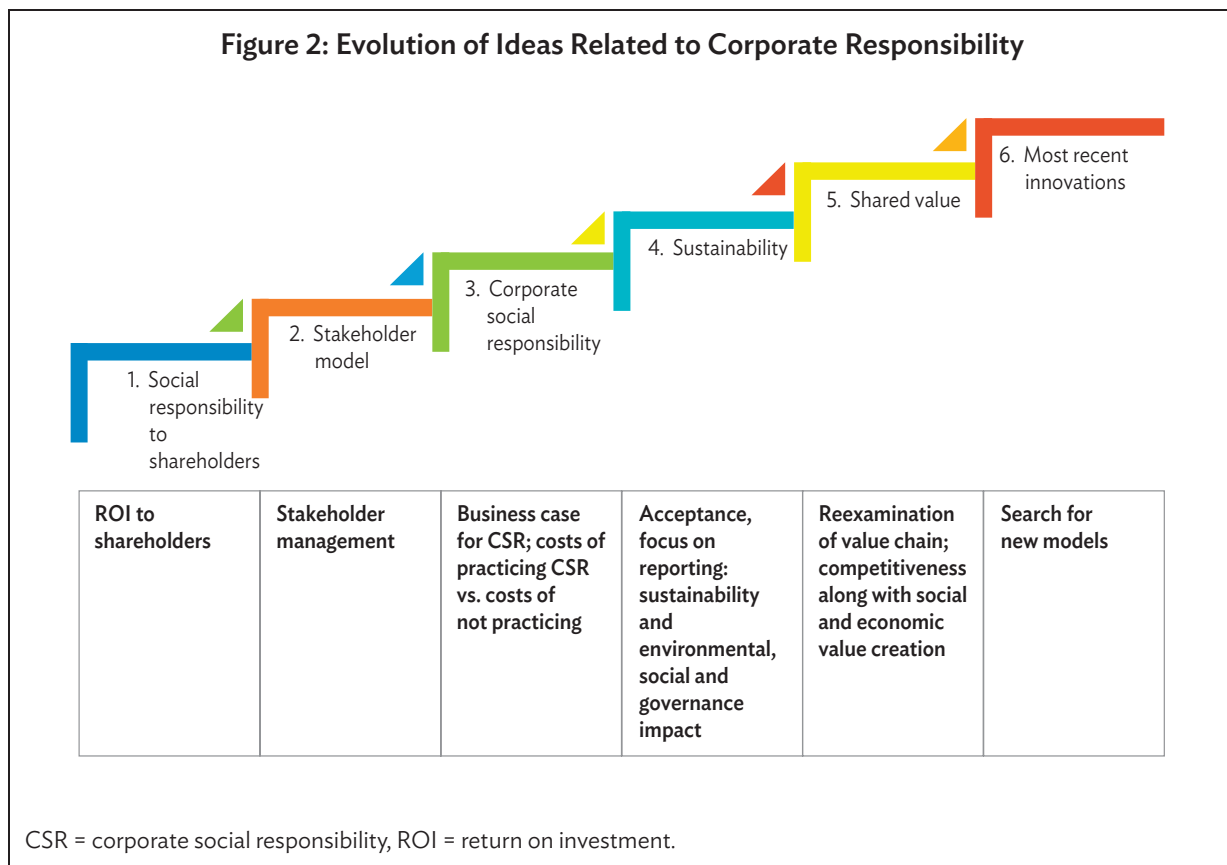 Figure 2: Evolution of Ideas Related to Corporate Responsibility
1. Social
responsibility
to
shareholders
2. Stakeholder
model
3. Corporate
social
responsibility
4. Sustainability
5. Shared value
6. Most recent
innovations
ROI to
shareholders
Stakeholder
management
Business case
for CSR; costs of
practicing CSR
vs. costs of
not practicing
Acceptance,
focus on
reporting:
sustainability
and
environmental,
social and
governance
impact
Reexamination
of value chain;
competitiveness
along with social
and economic
value creation
Search for
new models
CSR = corporate social responsibility, ROI = return on investment.